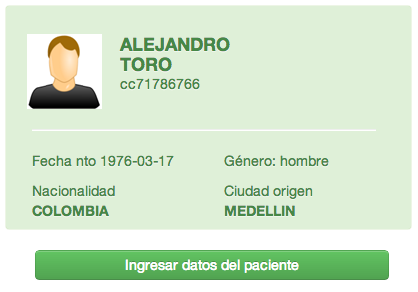 ALEJANDRO
TORO
cc71786766
Fecha nto 1976-03-17
Género: hombre
Nacionalidad
COLOMBIA
Ciudad origen
MEDELLIN
Ingresar datos del paciente